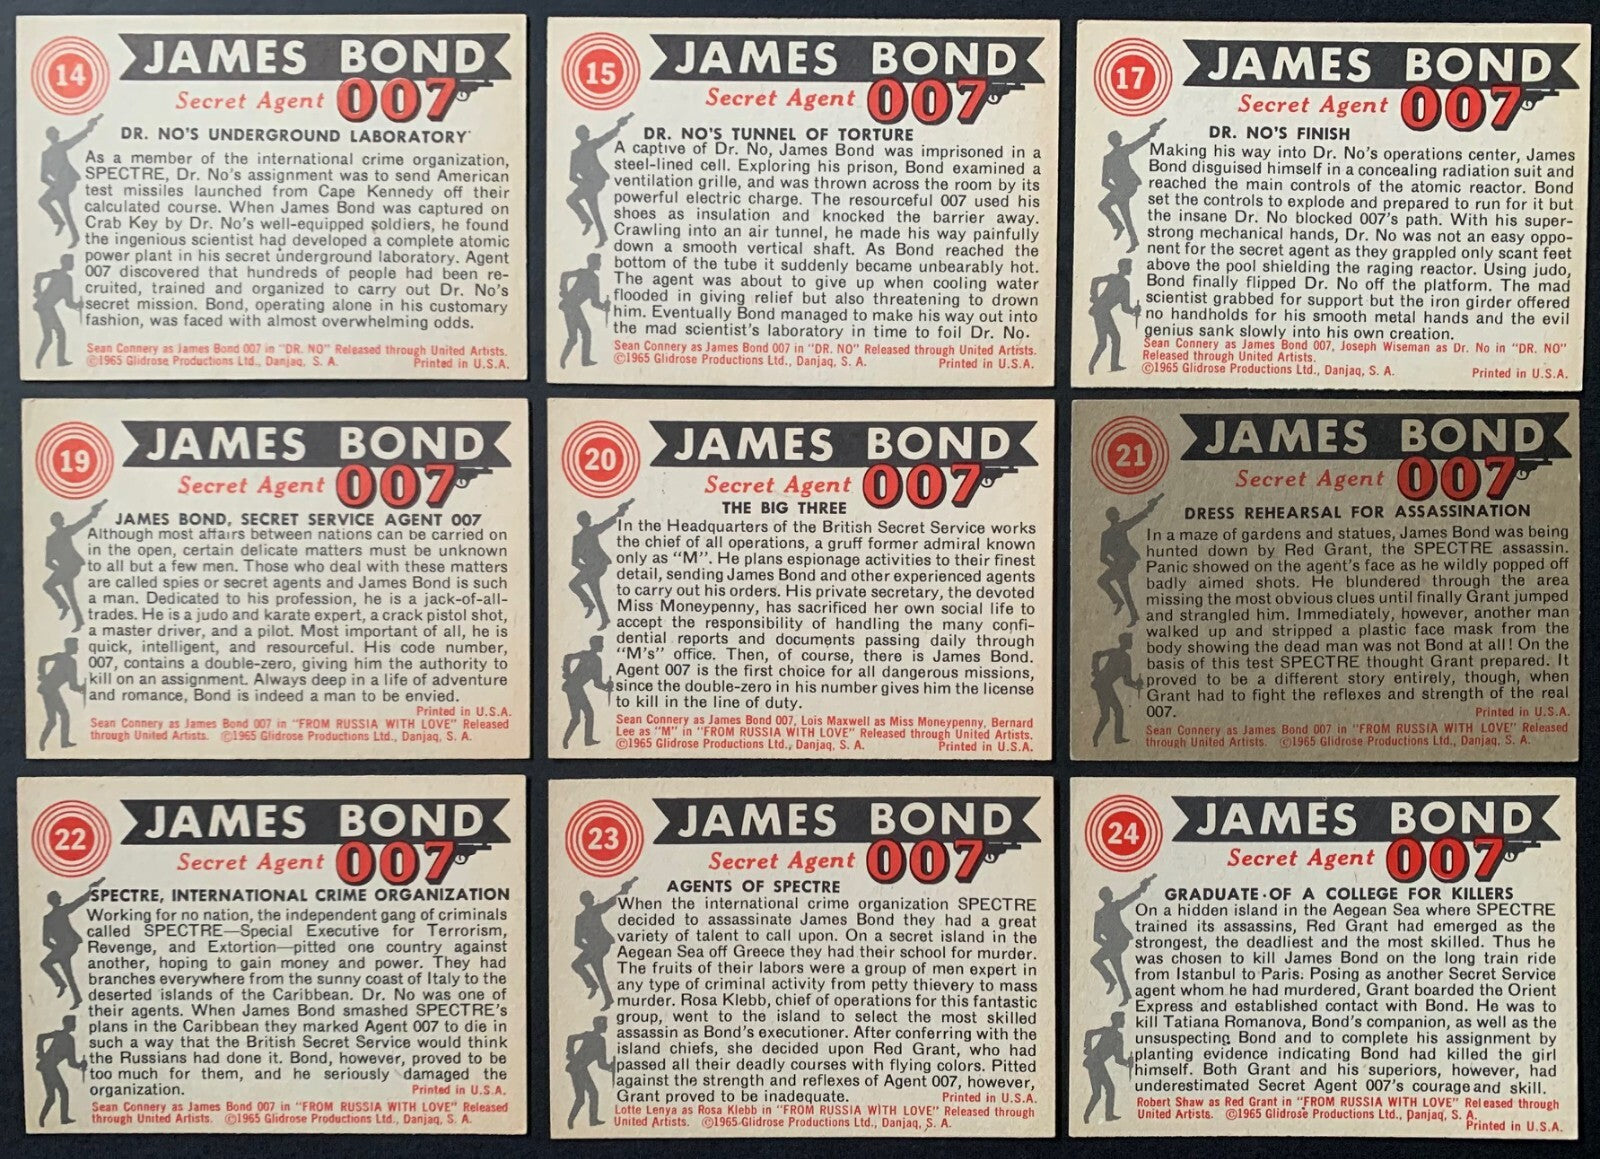 14
JAMES BOND
Secret Agent 007
DR. NO'S UNDERGROUND LABORATORY
As a member of the international crime organization,
SPECTRE, Dr. No's assignment was to send American
test missiles launched from Cape Kennedy off their
calculated course. When James Bond was captured on
Crab Key by Dr. No's well-equipped soldiers, he found
the ingenious scientist had developed a complete atomic
power plant in his secret underground laboratory. Agent
007 discovered that hundreds of people had been re-
cruited, trained and organized to carry out Dr. No's
secret mission. Bond, operating alone in his customary
fashion, was faced with almost overwhelming odds.
Sean Connery as James Bond 007 in "DR. NO" Released through United Artists.
©1965 Glidrose Productions Ltd., Danjaq, S. A. Printed in U.S.A.
15
JAMES BOND
Secret Agent 007
DR. NO'S TUNNEL OF TORTURE
A captive of Dr. No, James Bond was imprisoned in a
steel-lined cell. Exploring his prison, Bond examined a
ventilation grille, and was thrown across the room by its
powerful electric charge. The resourceful 007 used his
shoes as insulation and knocked the barrier away.
Crawling into an air tunnel, he made his way painfully
down a smooth vertical shaft. As Bond reached the
bottom of the tube it suddenly became unbearably hot.
The agent was about to give up when cooling water
flooded in giving relief but also threatening to drown
him. Eventually Bond managed to make his way out into
the mad scientist's laboratory in time to foil Dr. No.
Sean Connery as James Bond 007 in "DR. NO" Released through United Artists.
©1965 Glidrose Productions Ltd., Danjaq, S. A. Printed in U.S.A.
17
JAMES BOND
Secret Agent 007
DR. NO'S FINISH
Making his way into Dr. No's operations center, James
Bond disguised himself in a concealing radiation suit and
reached the main controls of the atomic reactor. Bond
set the controls to explode and prepared to run for it but
the insane Dr. No blocked 007's path. With his super-
strong mechanical hands, Dr. No was not an easy oppo-
nent for the secret agent as they grappled only scant feet
above the pool shielding the raging reactor. Using judo,
Bond finally flipped Dr. No off the platform. The mad
scientist grabbed for support but the iron girder offered
no handholds for his smooth metal hands and the evil
genius sank slowly into his own creation.
Sean Connery as James Bond 007, Joseph Wiseman as Dr. No in "DR. NO"
Released through United Artists.
©1965 Glidrose Productions Ltd., Danjaq, S. A. Printed in U.S.A.
19
JAMES BOND
Secret Agent 007
JAMES BOND, SECRET SERVICE AGENT 007
Although most affairs between nations can be carried on
in the open, certain delicate matters must be unknown
to all but a few men. Those who deal with these matters
are called spies or secret agents and James Bond is such
a man. Dedicated to his profession, he is a jack-of-all-
trades. He is a judo and karate expert, a crack pistol shot,
a master driver, and a pilot. Most important of all, he is
quick, intelligent, and resourceful. His code number,
007, contains a double-zero, giving him the authority to
kill on an assignment. Always deep in a life of adventure
and romance, Bond is indeed a man to be envied.
Printed in U.S.A.
Sean Connery as James Bond 007 in "FROM RUSSIA WITH LOVE" Released
through United Artists. ©1965 Glidrose Productions Ltd., Danjaq, S. A.
20
JAMES BOND
Secret Agent 007
THE BIG THREE
In the Headquarters of the British Secret Service works
the chief of all operations, a gruff former admiral known
only as "M". He plans espionage activities to their finest
detail, sending James Bond and other experienced agents
to carry out his orders. His private secretary, the devoted
Miss Moneypenny, has sacrificed her own social life to
accept the responsibility of handling the many confi-
dential reports and documents passing daily through
"M's" office. Then, of course, there is James Bond.
Agent 007 is the first choice for all dangerous missions,
since the double-zero in his number gives him the license
to kill in the line of duty.
Sean Connery as James Bond 007, Lois Maxwell as Miss Moneypenny, Bernard
Lee as "M" in "FROM RUSSIA WITH LOVE" Released through United Artists.
©1965 Glidrose Productions Ltd., Danjaq, S. A. Printed in U.S.A.
21
JAMES BOND
Secret Agent 007
DRESS REHEARSAL FOR ASSASSINATION
In a maze of gardens and statues, James Bond was being
hunted down by Red Grant, the SPECTRE assassin.
Panic showed on the agent's face as he wildly popped off
badly aimed shots. He blundered through the area
missing the most obvious clues until finally Grant jumped
and strangled him. Immediately, however, another man
walked up and stripped a plastic face mask from the
body showing the dead man was not Bond at all! On the
basis of this test SPECTRE thought Grant prepared. It
proved to be a different story entirely, though, when
Grant had to fight the reflexes and strength of the real
007. Printed in U.S.A.
Sean Connery as James Bond 007 in "FROM RUSSIA WITH LOVE" Released
through United Artists. ©1965 Glidrose Productions Ltd., Danjaq, S. A.
22
JAMES BOND
Secret Agent 007
SPECTRE, INTERNATIONAL CRIME ORGANIZATION
Working for no nation, the independent gang of criminals
called SPECTRE—Special Executive for Terrorism,
Revenge, and Extortion—pitted one country against
another, hoping to gain money and power. They had
branches everywhere from the sunny coast of Italy to the
deserted islands of the Caribbean. Dr. No was one of
their agents. When James Bond smashed SPECTRE's
plans in the Caribbean they marked Agent 007 to die in
such a way that the British Secret Service would think
the Russians had done it. Bond, however, proved to be
too much for them, and he seriously damaged the
organization. Printed in U.S.A.
Sean Connery as James Bond 007 in "FROM RUSSIA WITH LOVE" Released
through United Artists. ©1965 Glidrose Productions Ltd., Danjaq, S. A.
23
JAMES BOND
Secret Agent 007
AGENTS OF SPECTRE
When the international crime organization SPECTRE
decided to assassinate James Bond they had a great
variety of talent to call upon. On a secret island in the
Aegean Sea off Greece they had their school for murder.
The fruits of their labors were a group of men expert in
any type of criminal activity from petty thievery to mass
murder. Rosa Klebb, chief of operations for this fantastic
group, went to the island to select the most skilled
assassin as Bond's executioner. After conferring with the
island chiefs, she decided upon Red Grant, who had
passed all their deadly courses with flying colors. Pitted
against the strength and reflexes of Agent 007, however,
Grant proved to be inadequate. Printed in U.S.A.
Lotte Lenya as Rosa Klebb in "FROM RUSSIA WITH LOVE" Released through
United Artists. ©1965 Glidrose Productions Ltd., Danjaq, S. A.
24
JAMES BOND
Secret Agent 007
GRADUATE OF A COLLEGE FOR KILLERS
On a hidden island in the Aegean Sea where SPECTRE
trained its assassins, Red Grant had emerged as the
strongest, the deadliest and the most skilled. Thus he
was chosen to kill James Bond on the long train ride
from Istanbul to Paris. Posing as another Secret Service
agent whom he had murdered, Grant boarded the Orient
Express and established contact with Bond. He was to
kill Tatiana Romanova, Bond's companion, as well as the
unsuspecting Bond and to complete his assignment by
planting evidence indicating Bond had killed the girl
himself. Both Grant and his superiors, however, had
underestimated Secret Agent 007's courage and skill.
Robert Shaw as Red Grant in "FROM RUSSIA WITH LOVE" Released through
United Artists. ©1965 Glidrose Productions Ltd., Danjaq, S. A.
Printed in U.S.A.